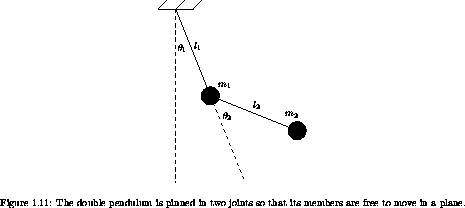 θ₁ l₁
m₁
l₂
m₂
θ₂
Figure 1.11: The double pendulum is pinned in two joints so that its members are free to move in a plane.